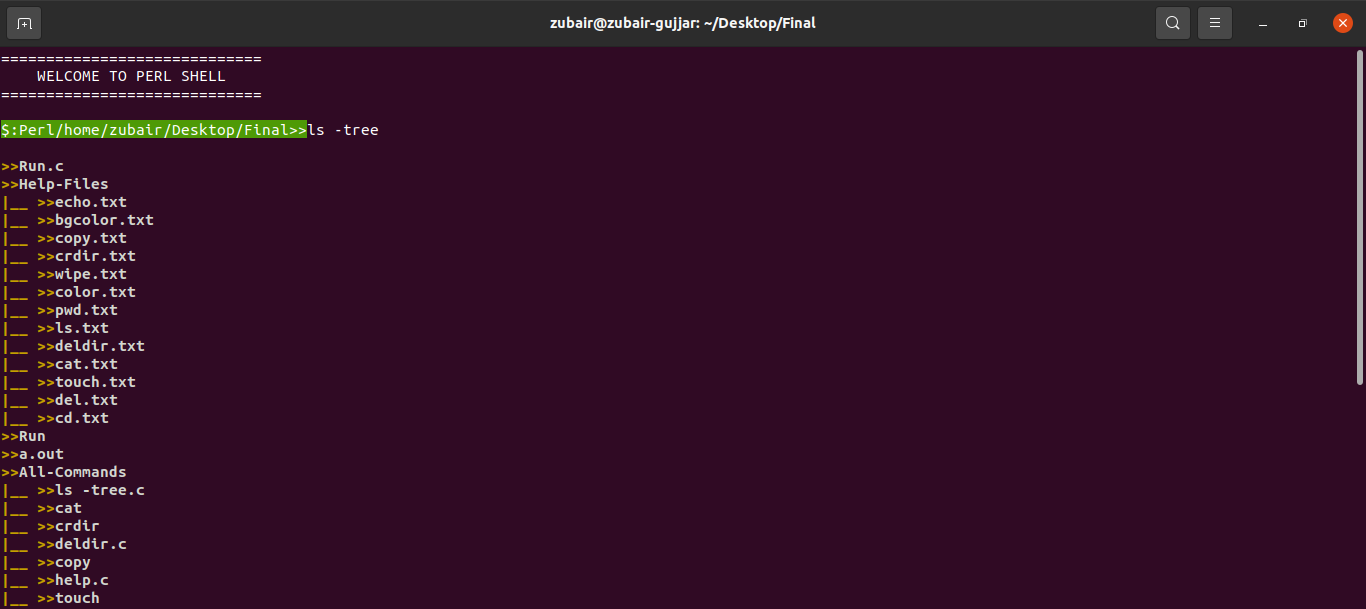 zubair@zubair-gujjar: ~/Desktop/Final
=============================
    WELCOME TO PERL SHELL
=============================
$:Perl/home/zubair/Desktop/Final>>ls -tree
>>Run.c
>>Help-Files
|__ >>echo.txt
|__ >>bgcolor.txt
|__ >>copy.txt
|__ >>crdir.txt
|__ >>wipe.txt
|__ >>color.txt
|__ >>pwd.txt
|__ >>ls.txt
|__ >>deldir.txt
|__ >>cat.txt
|__ >>touch.txt
|__ >>del.txt
|__ >>cd.txt
>>Run
>>a.out
>>All-Commands
|__ >>ls -tree.c
|__ >>cat
|__ >>crdir
|__ >>deldir.c
|__ >>copy
|__ >>help.c
|__ >>touch